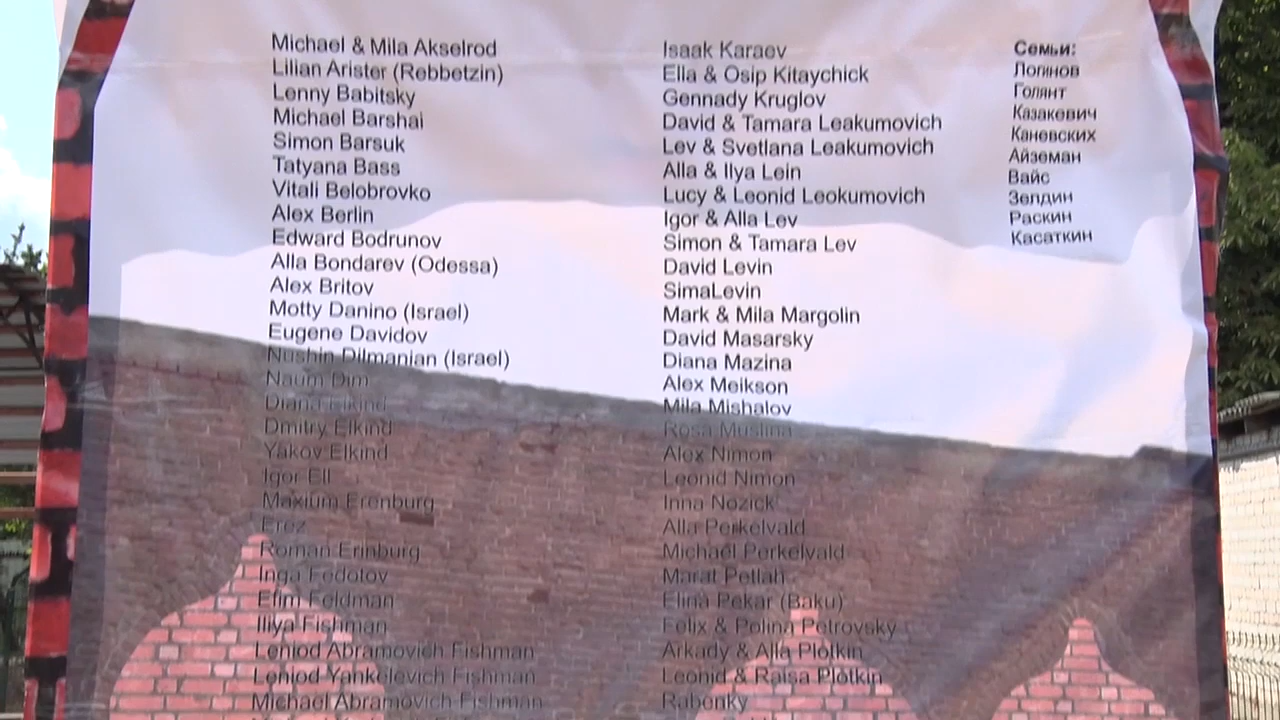 Michael & Mila Akselrod
Lilian Arister (Rebbetzin)
Lenny Babitsky
Michael Barshai
Simon Barsuk
Tatyana Bass
Vitali Belobrovko
Alex Berlin
Edward Bodrunov
Alla Bondarev (Odessa)
Alex Britov
Motty Danino (Israel)
Eugene Davidov
Nushin Dilmanian (Israel)
Naum Dim
Diana Elkind
Dmitry Elkind
Yakov Elkind
Igor Ell
Maxium Erenburg
Erez
Roman Erinburg
Inga Fedotov
Efim Feldman
Iliya Fishman
Leniod Abramovich Fishman
Leniod Yankelevich Fishman
Michael Abramovich Fishman
Isaak Karaev
Ella & Osip Kitaychick
Gennady Kruglov
David & Tamara Leakumovich
Lev & Svetlana Leakumovich
Alla & Ilya Lein
Lucy & Leonid Leokumovich
Igor & Alla Lev
Simon & Tamara Lev
David Levin
SimaLevin
Mark & Mila Margolin
David Masarsky
Diana Mazina
Alex Meikson
Mila Mishalov
Rosa Muslina
Alex Nimon
Leonid Nimon
Inna Nozick
Alla Perkelvald
Michael Perkelvald
Marat Petlah
Elina Pekar (Baku)
Felix & Polina Petrovsky
Arkady & Alla Plotkin
Leonid & Raisa Plotkin
Rabenky
Семьи:
Логинов
Голянт
Казакевич
Каневских
Айземан
Вайс
Зелдин
Раскин
Касаткин